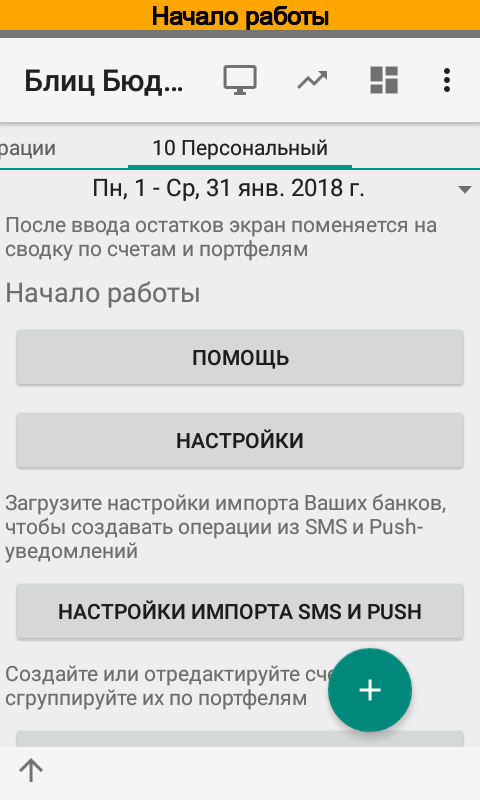 Начало работы
Блиц Бюд...
рации
10 Персональный
Пн, 1 - Ср, 31 янв. 2018 г.
После ввода остатков экран поменяется на
сводку по счетам и портфелям
Начало работы
ПОМОЩЬ
НАСТРОЙКИ
Загрузите настройки импорта Ваших банков,
чтобы создавать операции из SMS и Push-
уведомлений
НАСТРОЙКИ ИМПОРТА SMS И PUSH
Создайте или отредактируйте
сгруппируйте их по портфелям